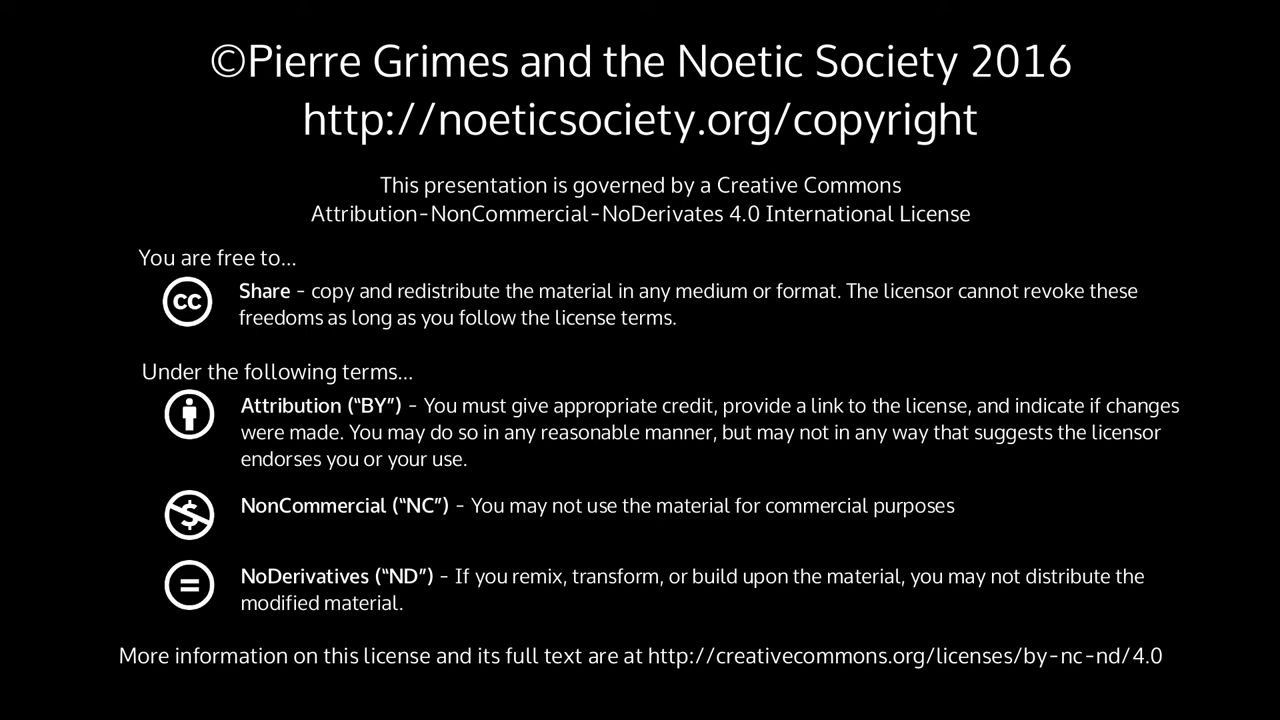 ©Pierre Grimes and the Noetic Society 2016
http://noeticsociety.org/copyright
This presentation is governed by a Creative Commons
Attribution-NonCommercial-NoDerivates 4.0 International License
You are free to...
cc
Share - copy and redistribute the material in any medium or format. The licensor cannot revoke these
freedoms as long as you follow the license terms.
Under the following terms...
Attribution (“BY”) - You must give appropriate credit, provide a link to the license, and indicate if changes
were made. You may do so in any reasonable manner, but may not in any way that suggests the licensor
endorses you or your use.
$
NonCommercial (“NC”) - You may not use the material for commercial purposes
=
NoDerivatives (“ND”) - If you remix, transform, or build upon the material, you may not distribute the
modified material.
More information on this license and its full text are at http://creativecommons.org/licenses/by-nc-nd/4.0